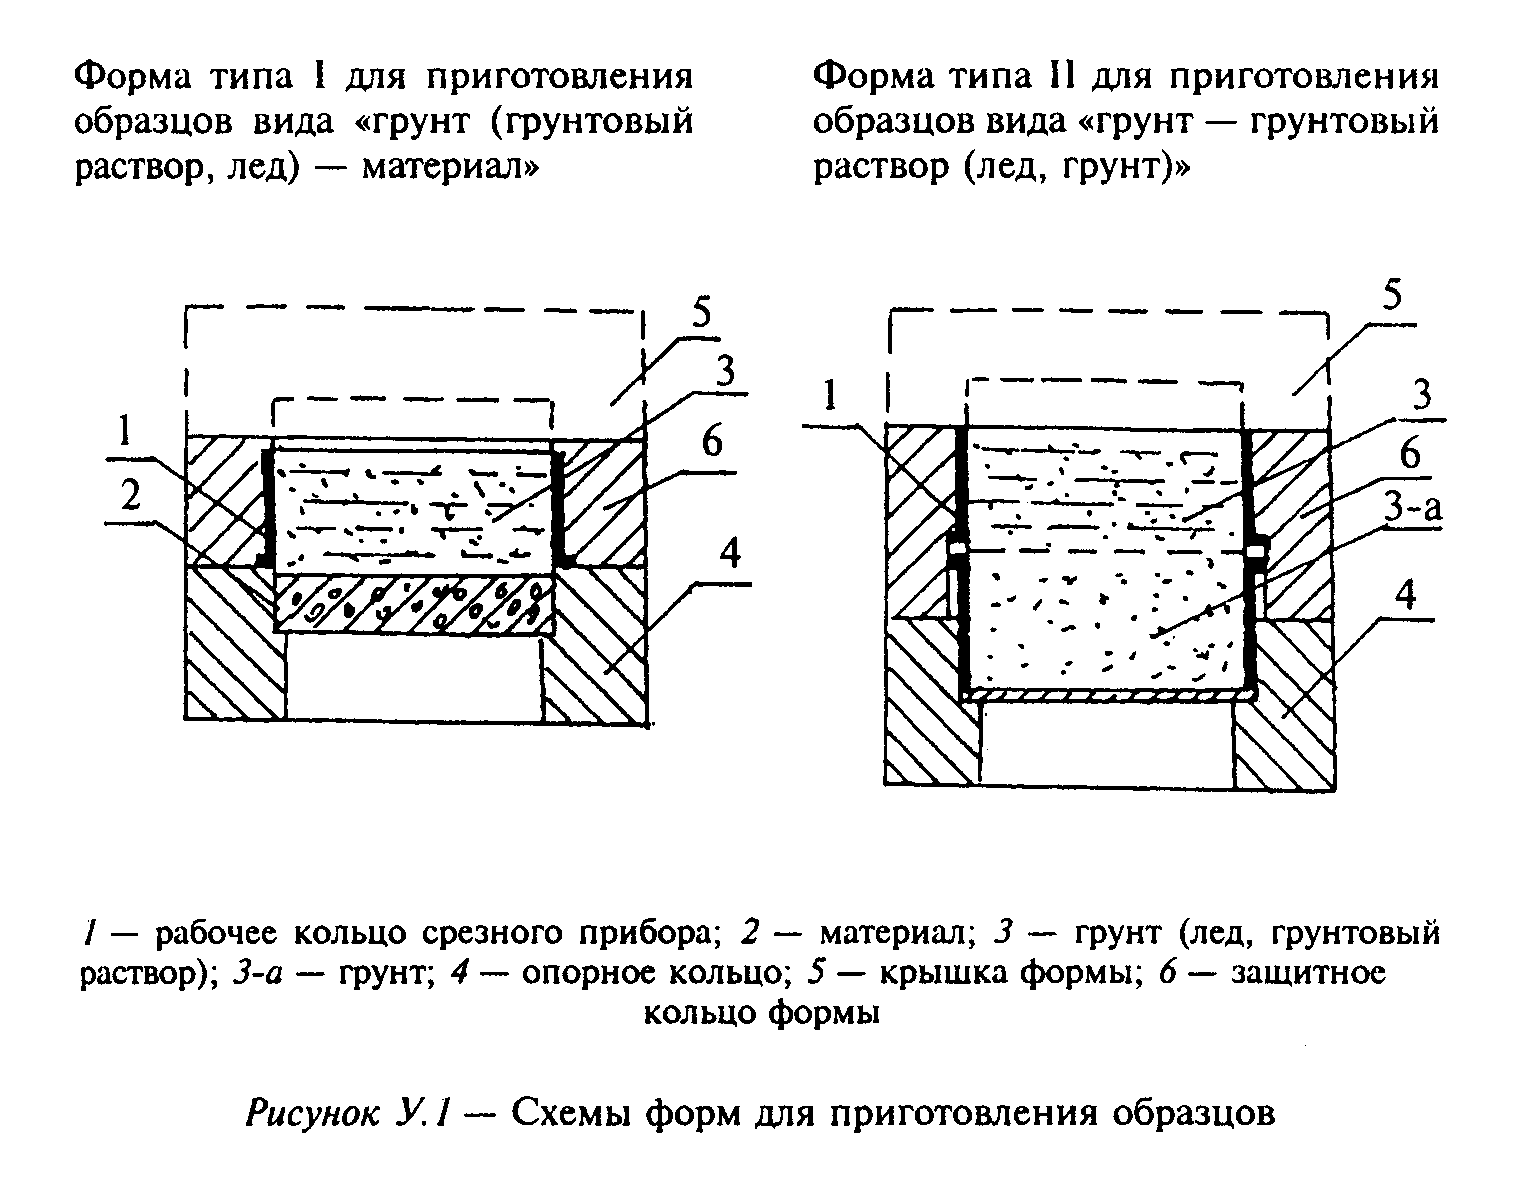 Форма типа I для приготовления
образцов вида «грунт (грунтовый
раствор, лед) — материал»
Форма типа II для приготовления
образцов вида «грунт — грунтовый
раствор (лед, грунт)»
5
3
1
6
2
4
5
1
3
6
3-а
4
1 — рабочее кольцо срезного прибора; 2 — материал; 3 — грунт (лед, грунтовый
раствор); 3-а — грунт; 4 — опорное кольцо; 5 — крышка формы; 6 — защитное
кольцо формы
Рисунок У.1 — Схемы форм для приготовления образцов